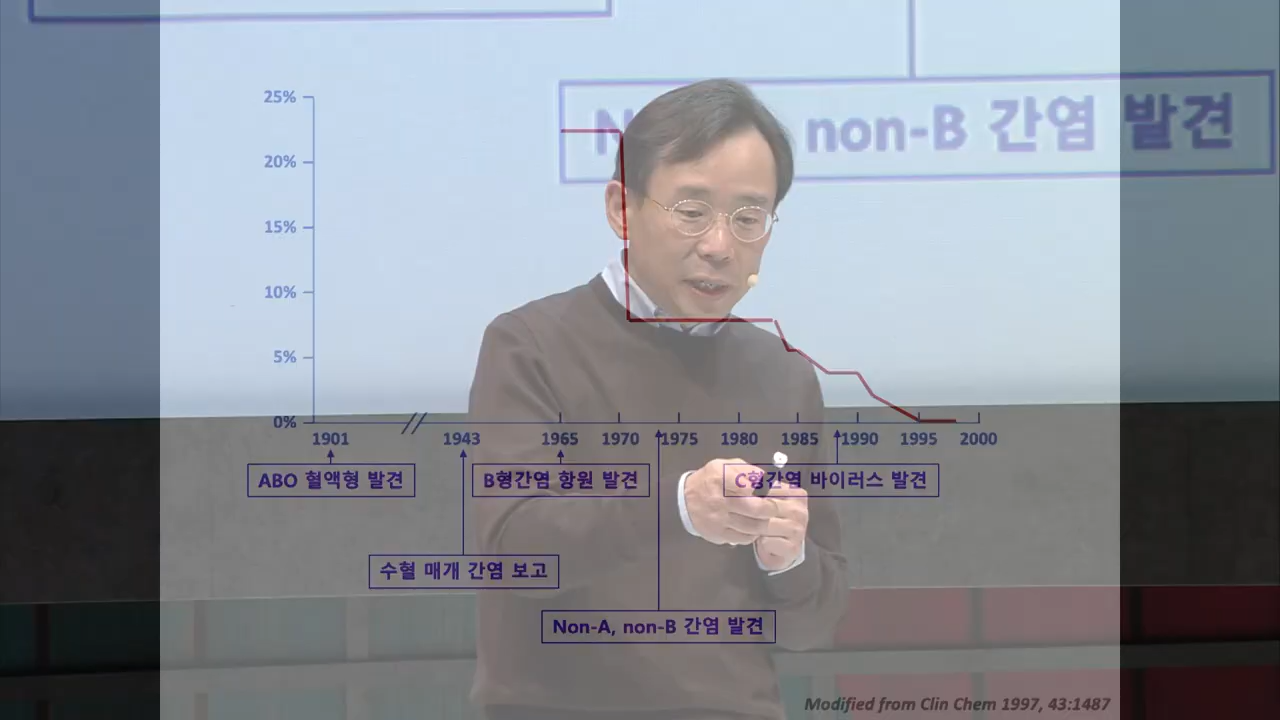 non-B 간염 발견
25%
20%
15%
10%
5%
0%
1901 1943 1965 1970 1975 1980 1985 1990 1995 2000
ABO 혈액형 발견
B형간염 항원 발견
C형간염 바이러스 발견
수혈 매개 간염 보고
Non-A, non-B 간염 발견
Modified from Clin Chem 1997, 43:1487